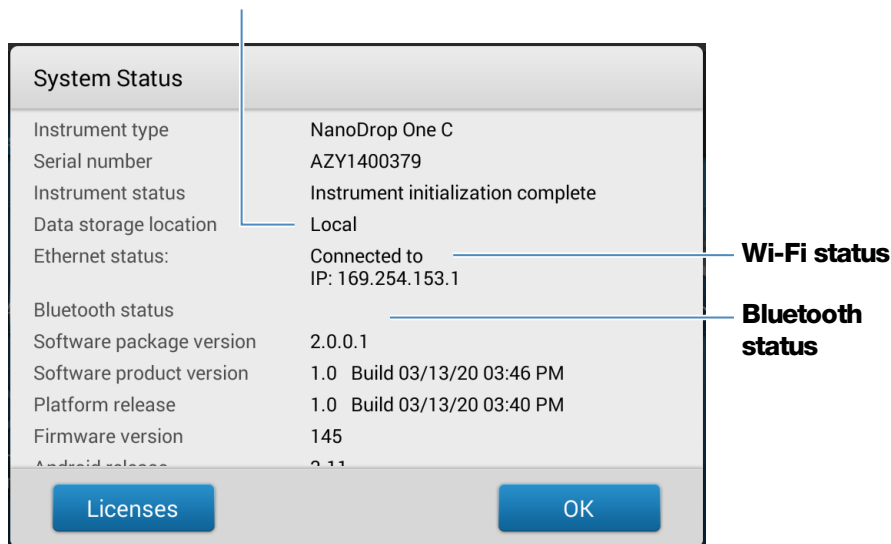 System Status
Instrument type NanoDrop One C
Serial number AZY1400379
Instrument status Instrument initialization complete
Data storage location Local
Ethernet status: Connected to
IP: 169.254.153.1
Wi-Fi status
Bluetooth status
Bluetooth
status
Software package version 2.0.0.1
Software product version 1.0 Build 03/13/20 03:46 PM
Platform release 1.0 Build 03/13/20 03:40 PM
Firmware version 145
Licenses OK